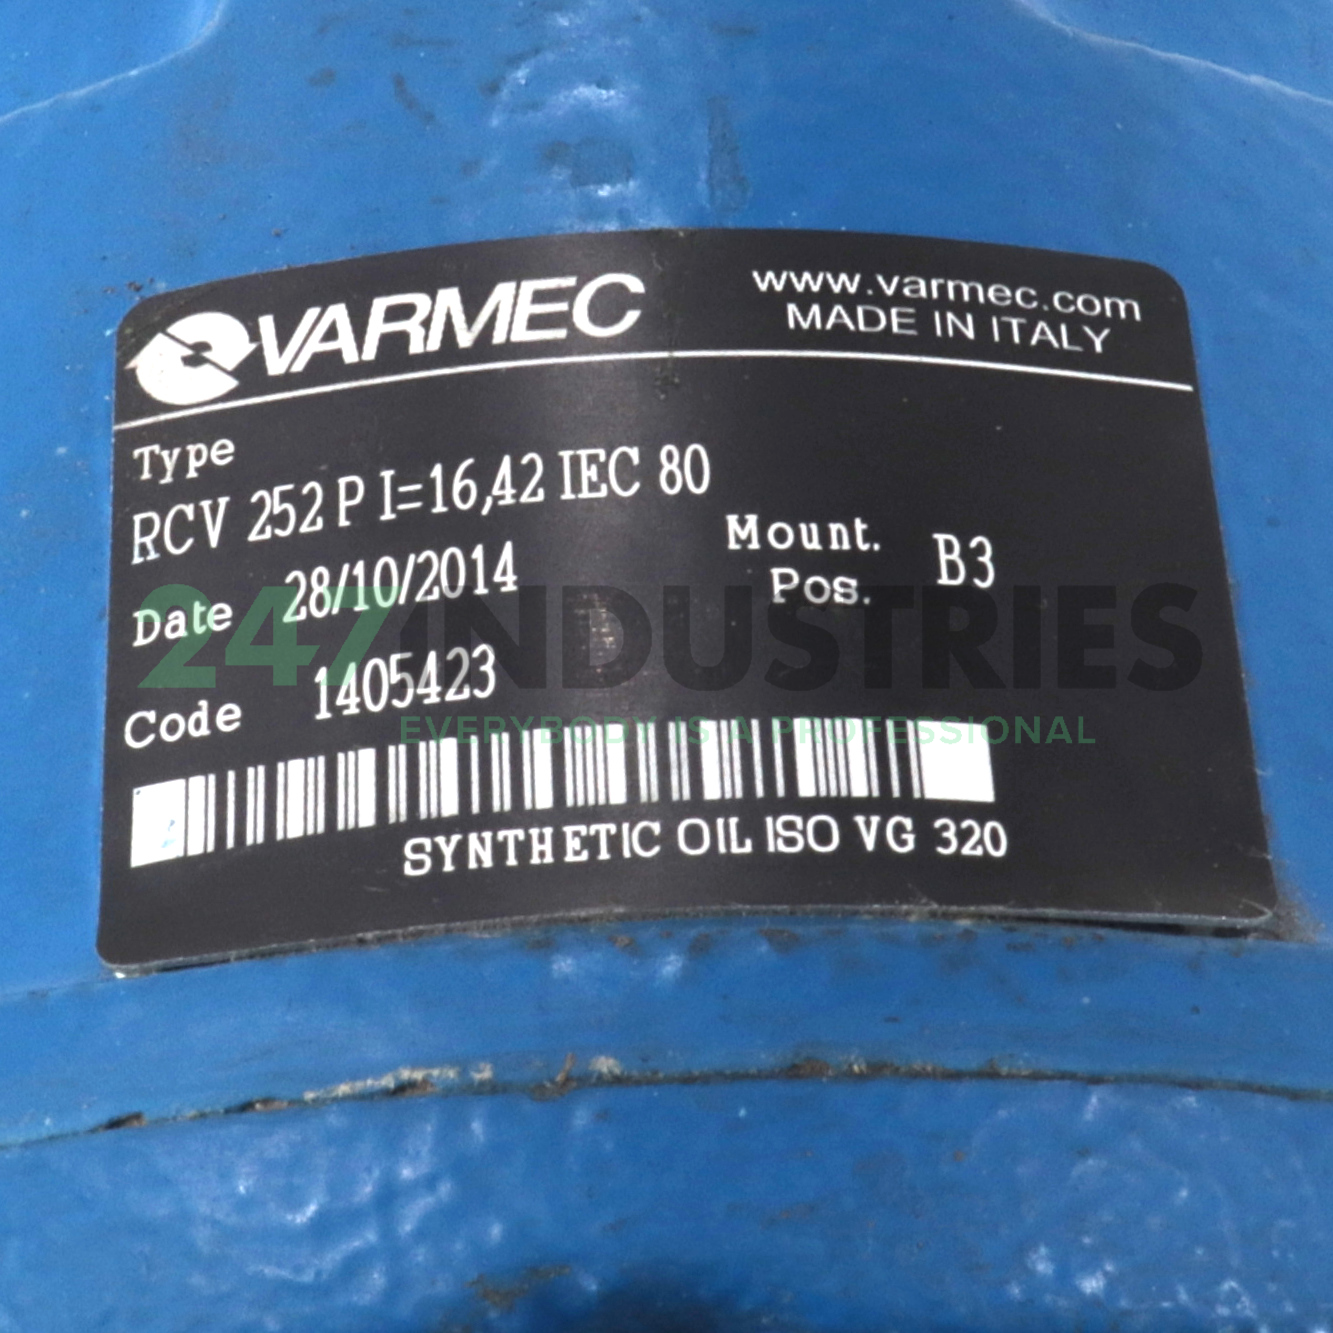 VARMEC
www.varmec.com
MADE IN ITALY
Type
RCV 252 P I=16,42 IEC 80
Mount. Pos. B3
Date 28/10/2014
Code 1405423
247INDUSTRIES
EVERYBODY IS A PROFESSIONAL
SYNTHETIC OIL ISO VG 320